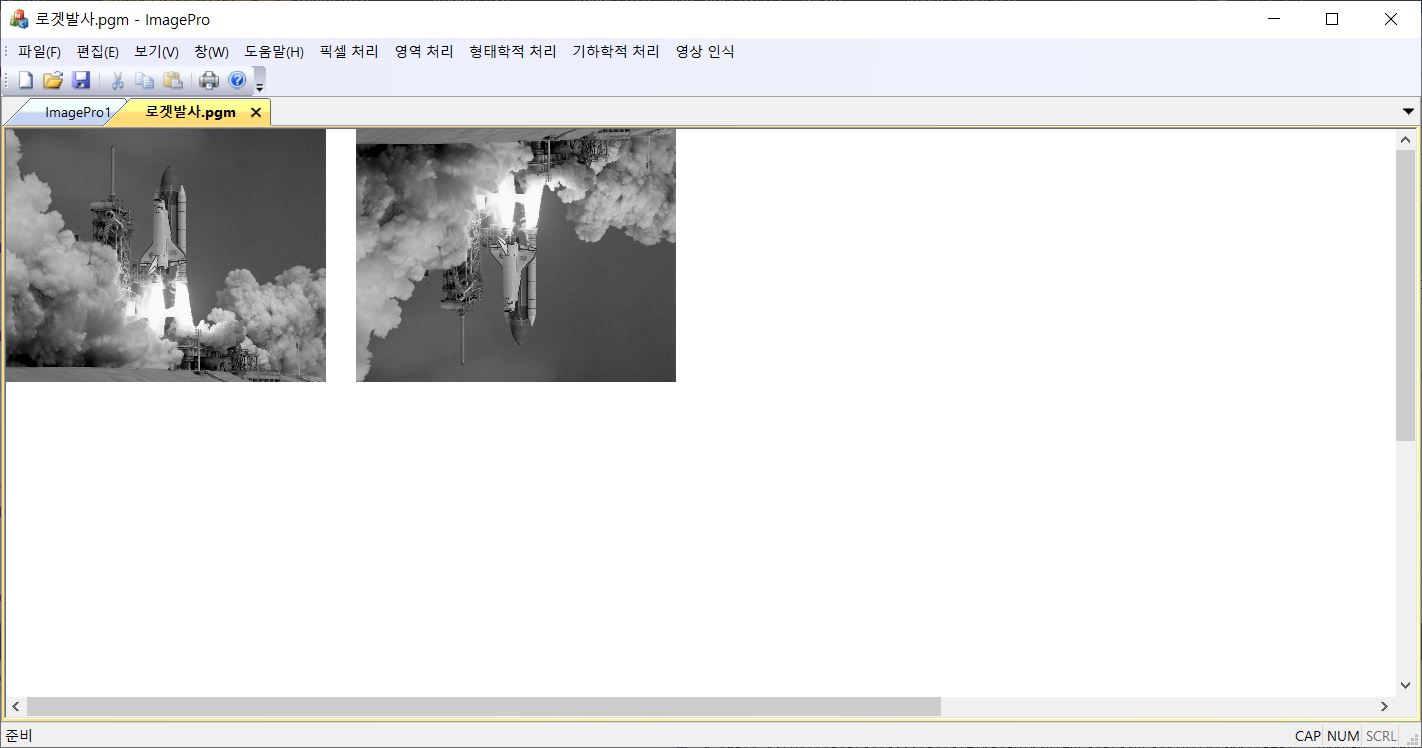 로겟발사.pgm - ImagePro
파일(F) 편집(E) 보기(V) 창(W) 도움말(H) 픽셀 처리 영역 처리 형태학적 처리 기하학적 처리 영상 인식
ImagePro1 로겟발사.pgm
준비 CAP NUM SCRL